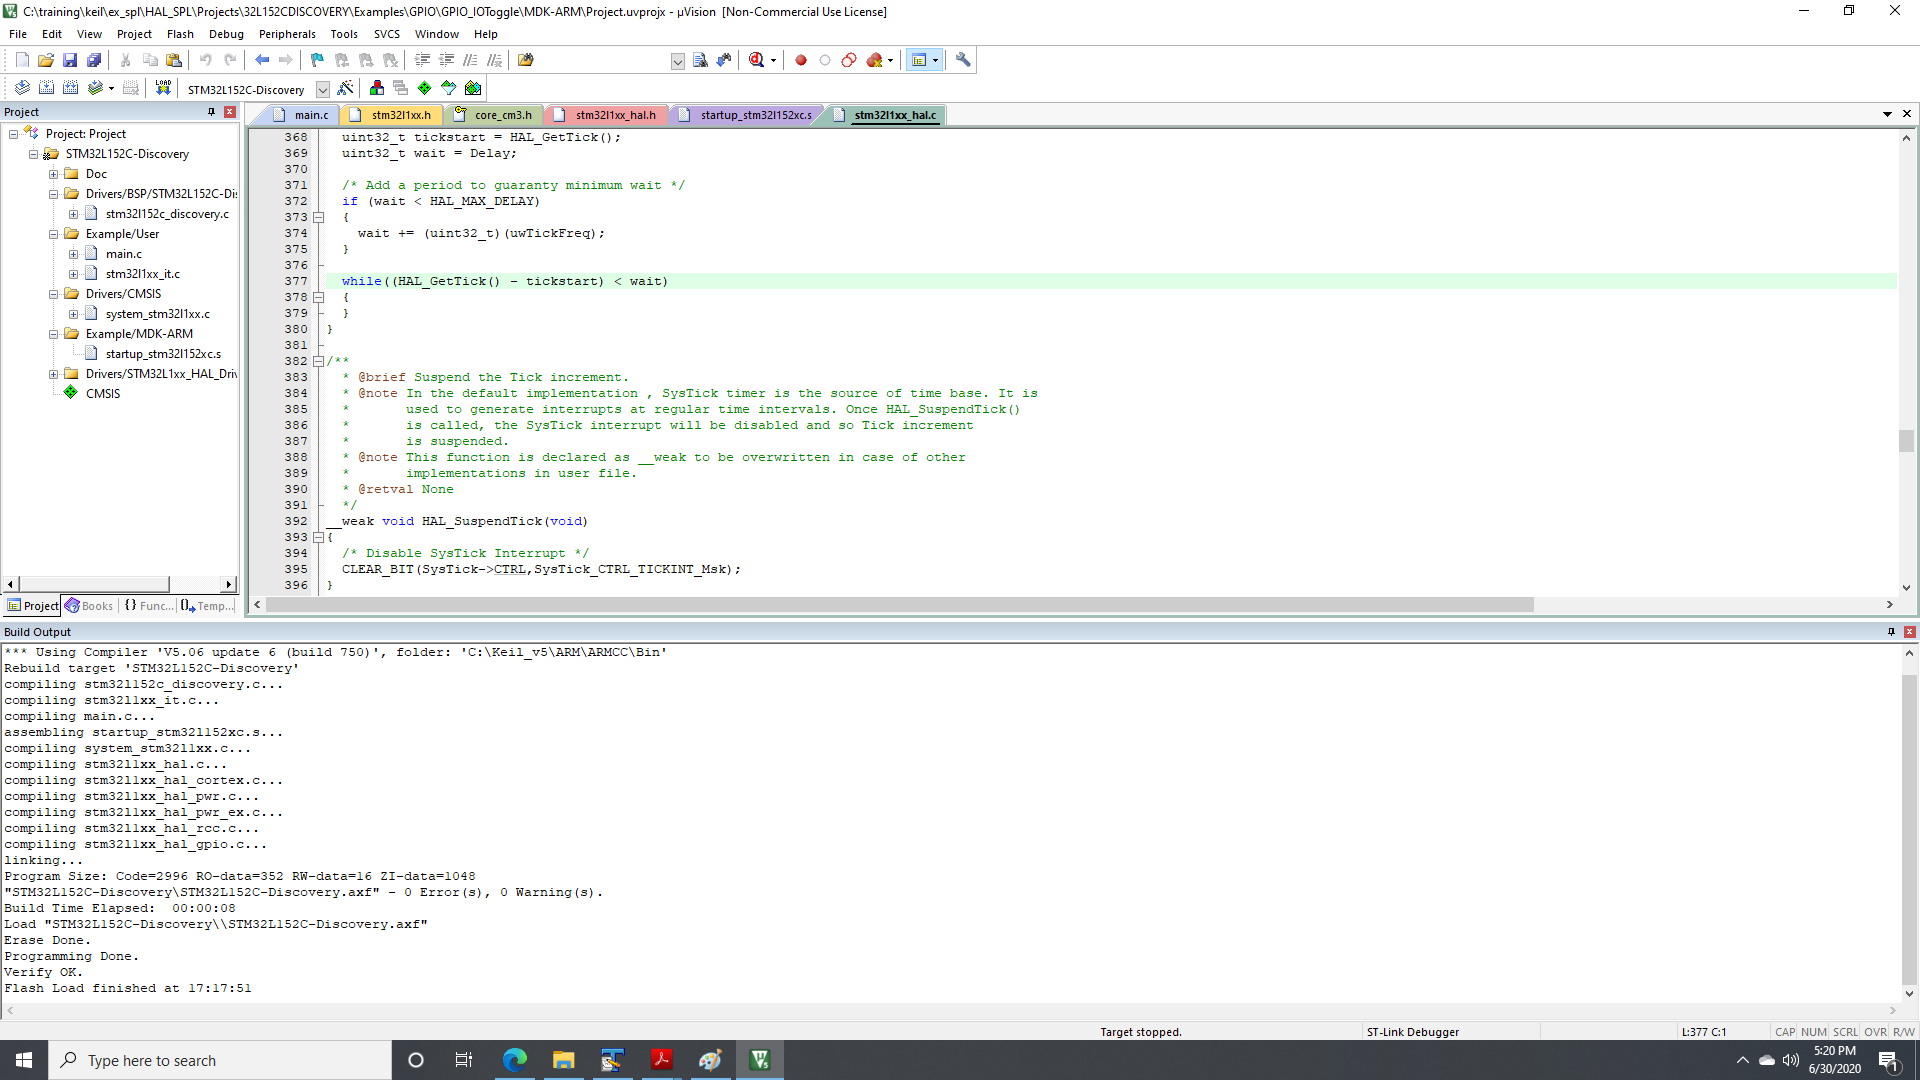 C:\training\keil\ex_spl\HAL_SPL\Projects\32L152CDISCOVERY\Examples\GPIO\GPIO_IOToggle\MDK-ARM\Project.uvprojx - µVision  [Non-Commercial Use License]
File Edit View Project Flash Debug Peripherals Tools SVCS Window Help
LOAD
STM32L152C-Discovery
Project
Project: Project
STM32L152C-Discovery
Doc
Drivers/BSP/STM32L152C-Di
stm32l152c_discovery.c
Example/User
main.c
stm32l1xx_it.c
Drivers/CMSIS
system_stm32l1xx.c
Example/MDK-ARM
startup_stm32l152xc.s
Drivers/STM32L1xx_HAL_Driv
CMSIS
Project Books {} Func... Temp...
main.c stm32l1xx.h core_cm3.h stm32l1xx_hal.h startup_stm32l152xc.s stm32l1xx_hal.c
368 uint32_t tickstart = HAL_GetTick();
369 uint32_t wait = Delay;
370
371 /* Add a period to guaranty minimum wait */
372 if (wait < HAL_MAX_DELAY)
373 {
374 wait += (uint32_t)(uwTickFreq);
375 }
376
377 while((HAL_GetTick() - tickstart) < wait)
378 {
379 }
380 }
381
382 /**
383 * @brief Suspend the Tick increment.
384 * @note In the default implementation , SysTick timer is the source of time base. It is
385 * used to generate interrupts at regular time intervals. Once HAL_SuspendTick()
386 * is called, the SysTick interrupt will be disabled and so Tick increment
387 * is suspended.
388 * @note This function is declared as __weak to be overwritten in case of other
389 * implementations in user file.
390 * @retval None
391 */
392 __weak void HAL_SuspendTick(void)
393 {
394 /* Disable SysTick Interrupt */
395 CLEAR_BIT(SysTick->CTRL,SysTick_CTRL_TICKINT_Msk);
396 }
Build Output
*** Using Compiler 'V5.06 update 6 (build 750)', folder: 'C:\Keil_v5\ARM\ARMCC\Bin'
Rebuild target 'STM32L152C-Discovery'
compiling stm32l152c_discovery.c...
compiling stm32l1xx_it.c...
compiling main.c...
assembling startup_stm32l152xc.s...
compiling system_stm32l1xx.c...
compiling stm32l1xx_hal.c...
compiling stm32l1xx_hal_cortex.c...
compiling stm32l1xx_hal_pwr.c...
compiling stm32l1xx_hal_pwr_ex.c...
compiling stm32l1xx_hal_rcc.c...
compiling stm32l1xx_hal_gpio.c...
linking...
Program Size: Code=2996 RO-data=352 RW-data=16 ZI-data=1048
"STM32L152C-Discovery\STM32L152C-Discovery.axf" - 0 Error(s), 0 Warning(s).
Build Time Elapsed:  00:00:08
Load "STM32L152C-Discovery\\STM32L152C-Discovery.axf"
Erase Done.
Programming Done.
Verify OK.
Flash Load finished at 17:17:51
Target stopped. ST-Link Debugger L:377 C:1 CAP NUM SCRL OVR R/W
Type here to search
5:20 PM
6/30/2020
1